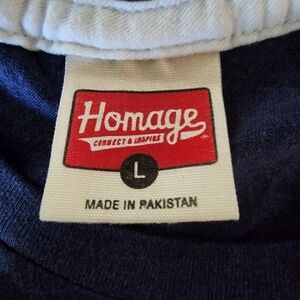 Homage
CONNECT & INSPIRE
L
MADE IN PAKISTAN